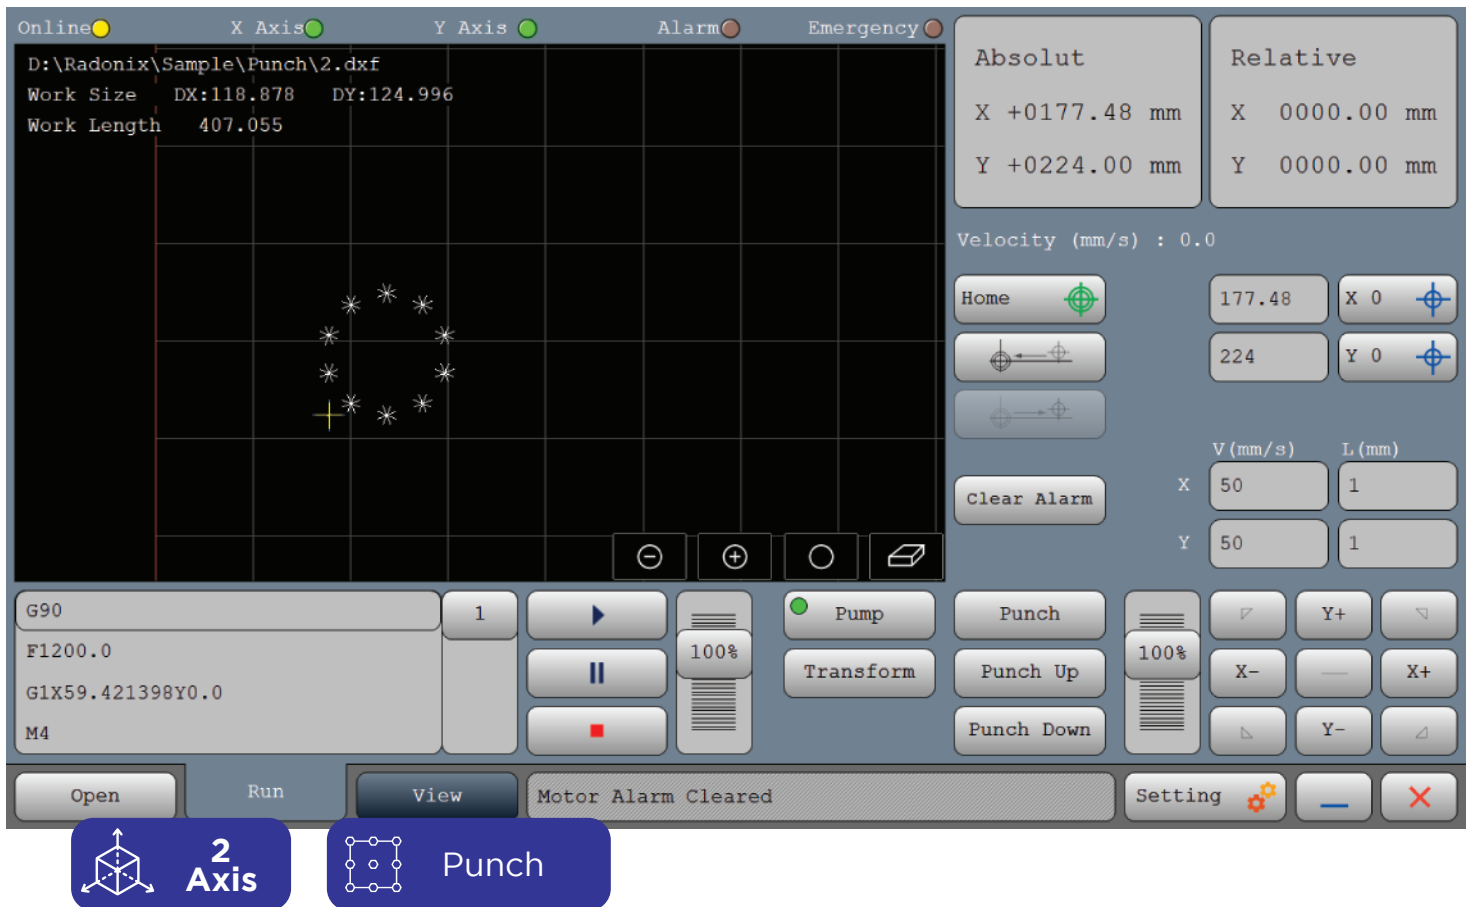 Online X Axis Y Axis Alarm Emergency
D:\Radonix\Sample\Punch\2.dxf
Work Size DX:118.878 DY:124.996
Work Length 407.055
Absolut
X +0177.48 mm
Y +0224.00 mm
Relative
X 0000.00 mm
Y 0000.00 mm
Velocity (mm/s) : 0.0
Home 177.48 X 0
224 Y 0
V(mm/s) L(mm)
Clear Alarm X 50 1
Y 50 1
G90 1
F1200.0
G1X59.421398Y0.0
M4
100%
Pump
Transform
Punch
Punch Up
Punch Down
100%
Y+
X- X+
Y-
Open Run View Motor Alarm Cleared Setting
2
Axis
Punch